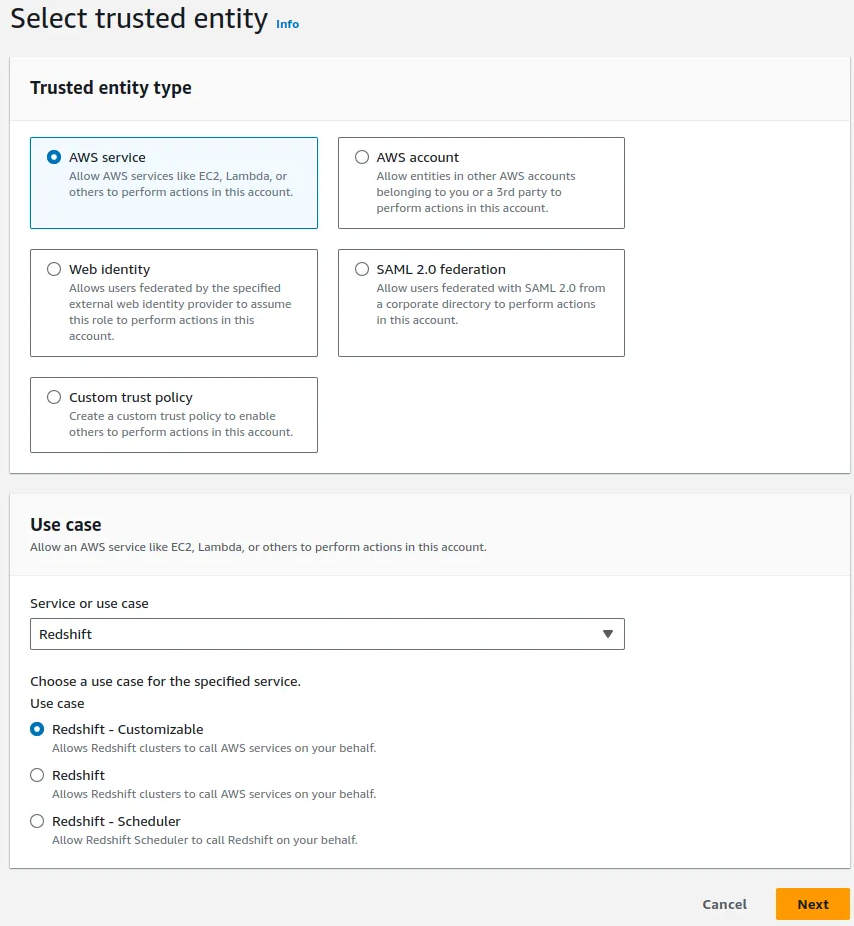 Select trusted entity Info
Trusted entity type
AWS service
Allow AWS services like EC2, Lambda, or
others to perform actions in this account.
AWS account
Allow entities in other AWS accounts
belonging to you or a 3rd party to
perform actions in this account.
Web identity
Allows users federated by the specified
external web identity provider to assume
this role to perform actions in this
account.
SAML 2.0 federation
Allow users federated with SAML 2.0 from
a corporate directory to perform actions
in this account.
Custom trust policy
Create a custom trust policy to enable
others to perform actions in this account.
Use case
Allow an AWS service like EC2, Lambda, or others to perform actions in this account.
Service or use case
Redshift
Choose a use case for the specified service.
Use case
Redshift - Customizable
Allows Redshift clusters to call AWS services on your behalf.
Redshift
Allows Redshift clusters to call AWS services on your behalf.
Redshift - Scheduler
Allow Redshift Scheduler to call Redshift on your behalf.
Cancel Next